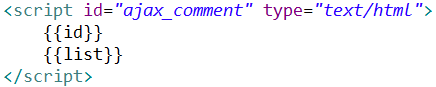 <script id="ajax_comment" type="text/html">
    {{id}}
    {{list}}
</script>